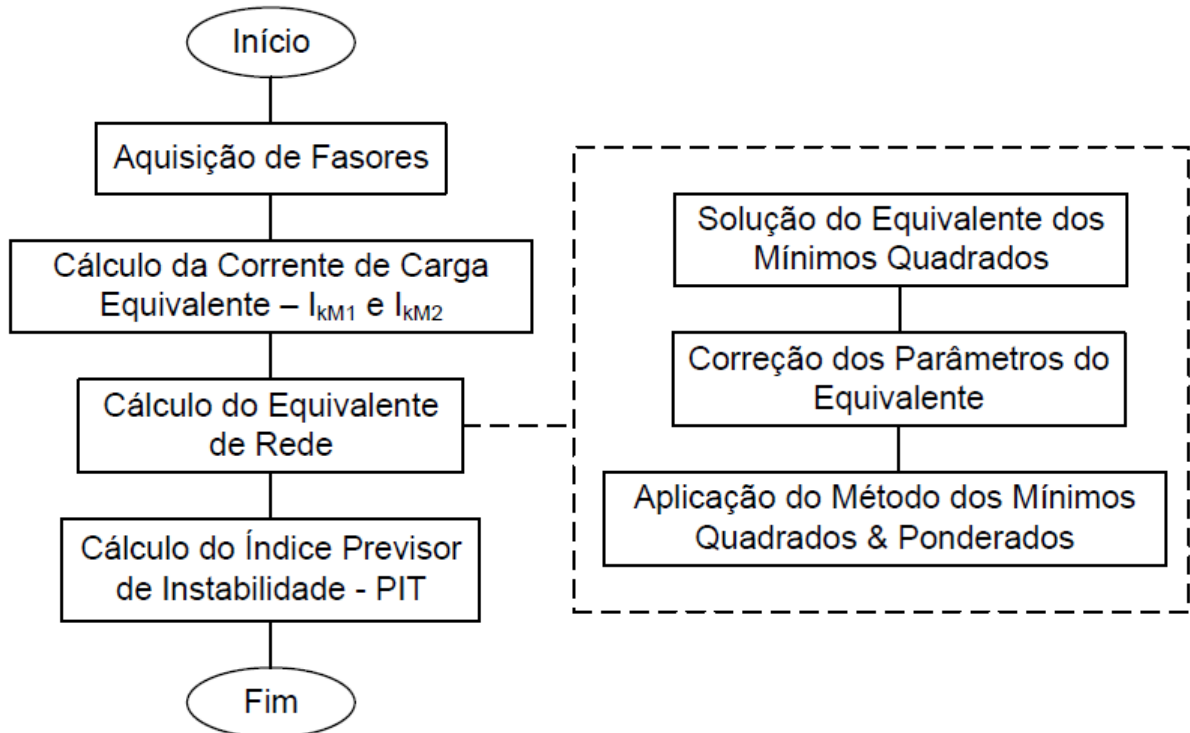 Início
Aquisição de Fasores
Cálculo da Corrente de Carga
Equivalente – IkM1 e IkM2
Cálculo do Equivalente
de Rede
Cálculo do Índice Previsor
de Instabilidade - PIT
Fim
Solução do Equivalente dos
Mínimos Quadrados
Correção dos Parâmetros do
Equivalente
Aplicação do Método dos Mínimos
Quadrados & Ponderados